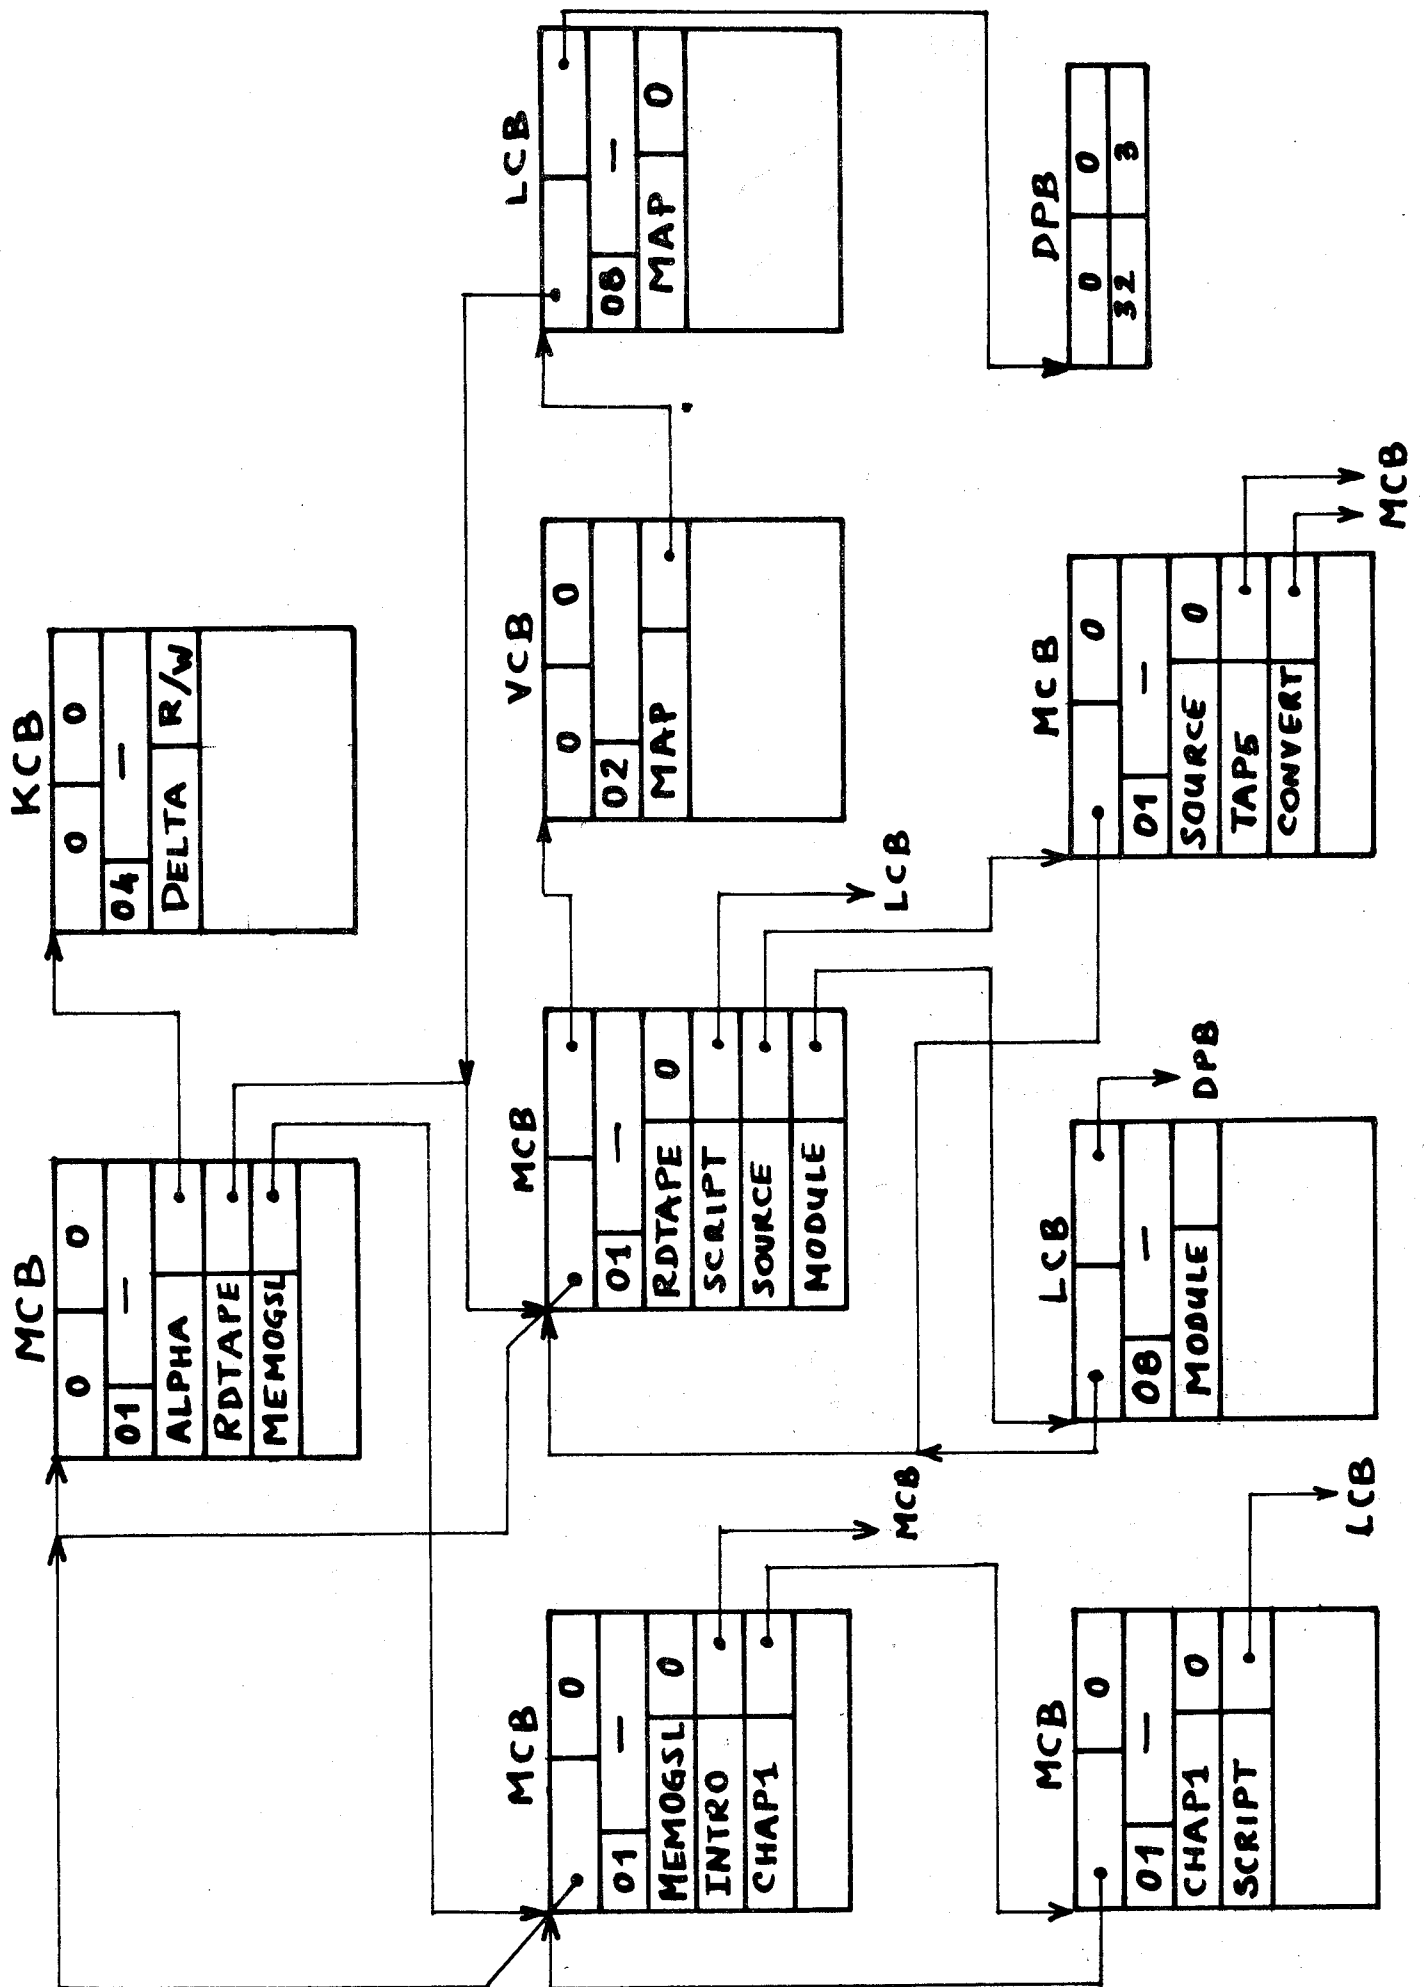 MCB
0 0
01 —
ALPHA
RDTAPE
MEMOGSL
KCB
0 0
04 —
DELTA R/W
MCB
0
01 —
MEMOGSL 0
INTRO
CHAP1
MCB
MCB
01 —
RDTAPE 0
SCRIPT
SOURCE
MODULE
LCB
VCB
0 0
02
MAP
LCB
08 —
MAP 0
MCB
0
01 —
CHAP1 0
SCRIPT
LCB
LCB
08 —
MODULE
DPB
MCB
0
01 —
SOURCE 0
TAP5
CONVERT
MCB
DPB
0 0
32 3